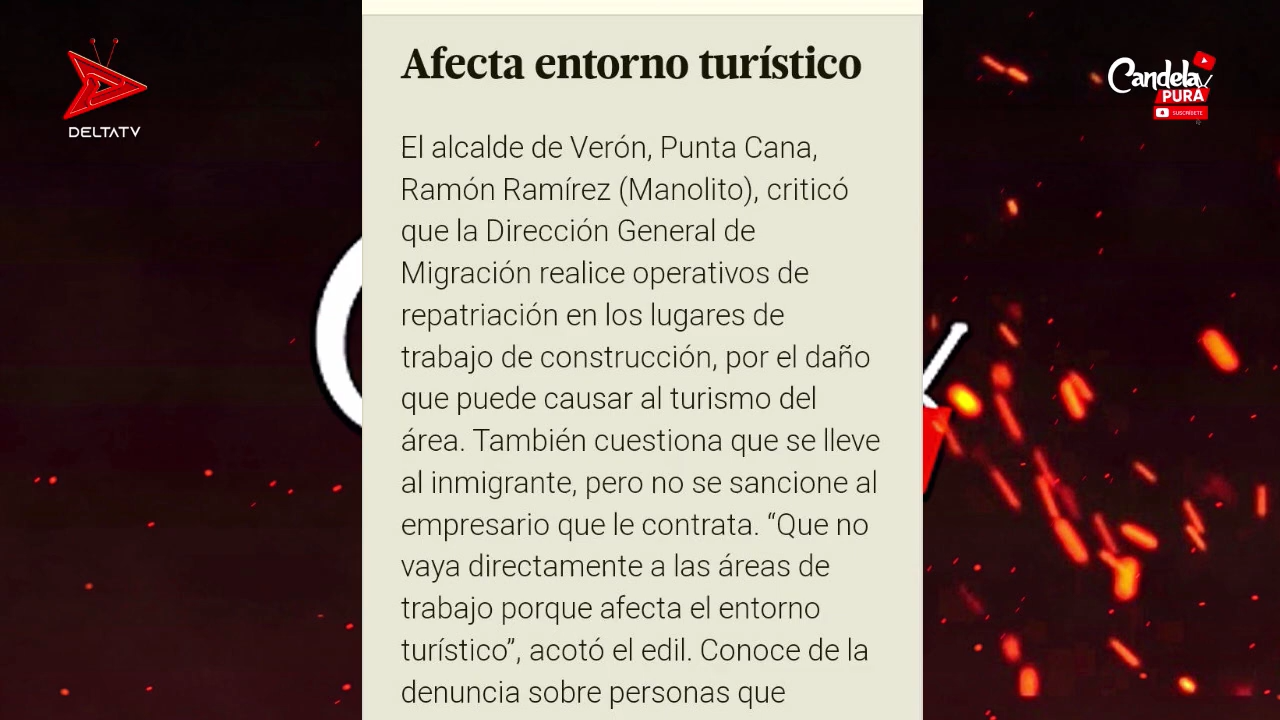 Afecta entorno turístico
El alcalde de Verón, Punta Cana,
Ramón Ramírez (Manolito), criticó
que la Dirección General de
Migración realice operativos de
repatriación en los lugares de
trabajo de construcción, por el daño
que puede causar al turismo del
área. También cuestiona que se lleve
al inmigrante, pero no se sancione al
empresario que le contrata. “Que no
vaya directamente a las áreas de
trabajo porque afecta el entorno
turístico”, acotó el edil. Conoce de la
denuncia sobre personas que
DELTATV
Candela
PURA
SUSCRÍBETE